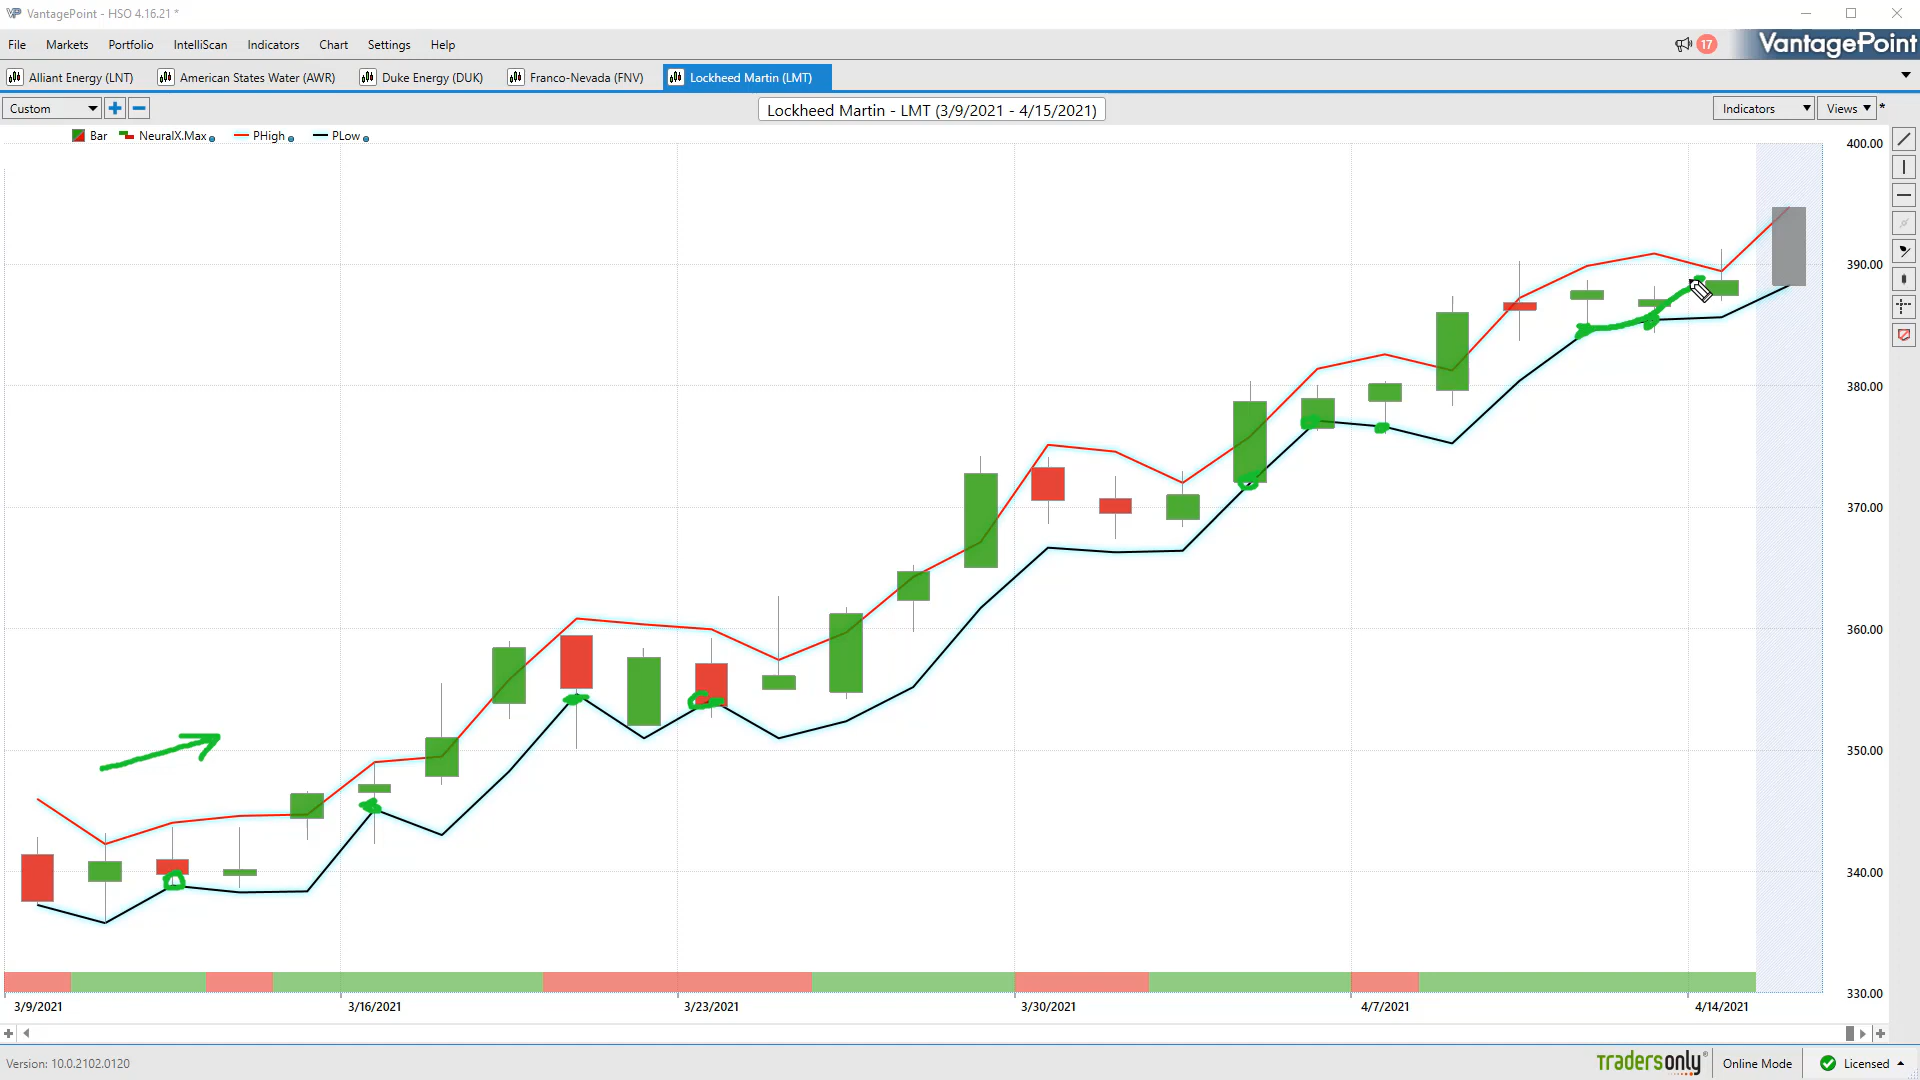 VantagePoint - HSO 4.16.21 *
File Markets Portfolio IntelliScan Indicators Chart Settings Help 17 VantagePoint
Alliant Energy (LNT) American States Water (AWR) Duke Energy (DUK) Franco-Nevada (FNV) Lockheed Martin (LMT)
Custom Lockheed Martin - LMT (3/9/2021 - 4/15/2021) Indicators Views *
Bar NeuralX.Max PHigh PLow
400.00
390.00
380.00
370.00
360.00
350.00
340.00
330.00
3/9/2021 3/16/2021 3/23/2021 3/30/2021 4/7/2021 4/14/2021
Version: 10.0.2102.0120 tradersonly Online Mode Licensed